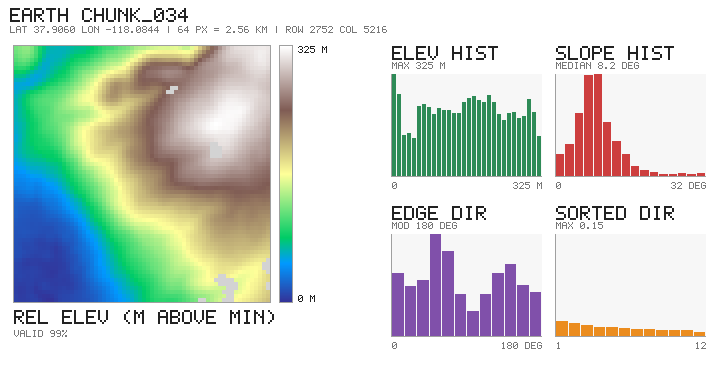 EARTH CHUNK_034
LAT 37.9060 LON -118.0844 | 64 PX = 2.56 KM | ROW 2752 COL 5216
325 M
0 M
REL ELEV (M ABOVE MIN)
VALID 99%
ELEV HIST
MAX 325 M
0 325 M
SLOPE HIST
MEDIAN 8.2 DEG
0 32 DEG
EDGE DIR
MOD 180 DEG
0 180 DEG
SORTED DIR
MAX 0.15
1 12